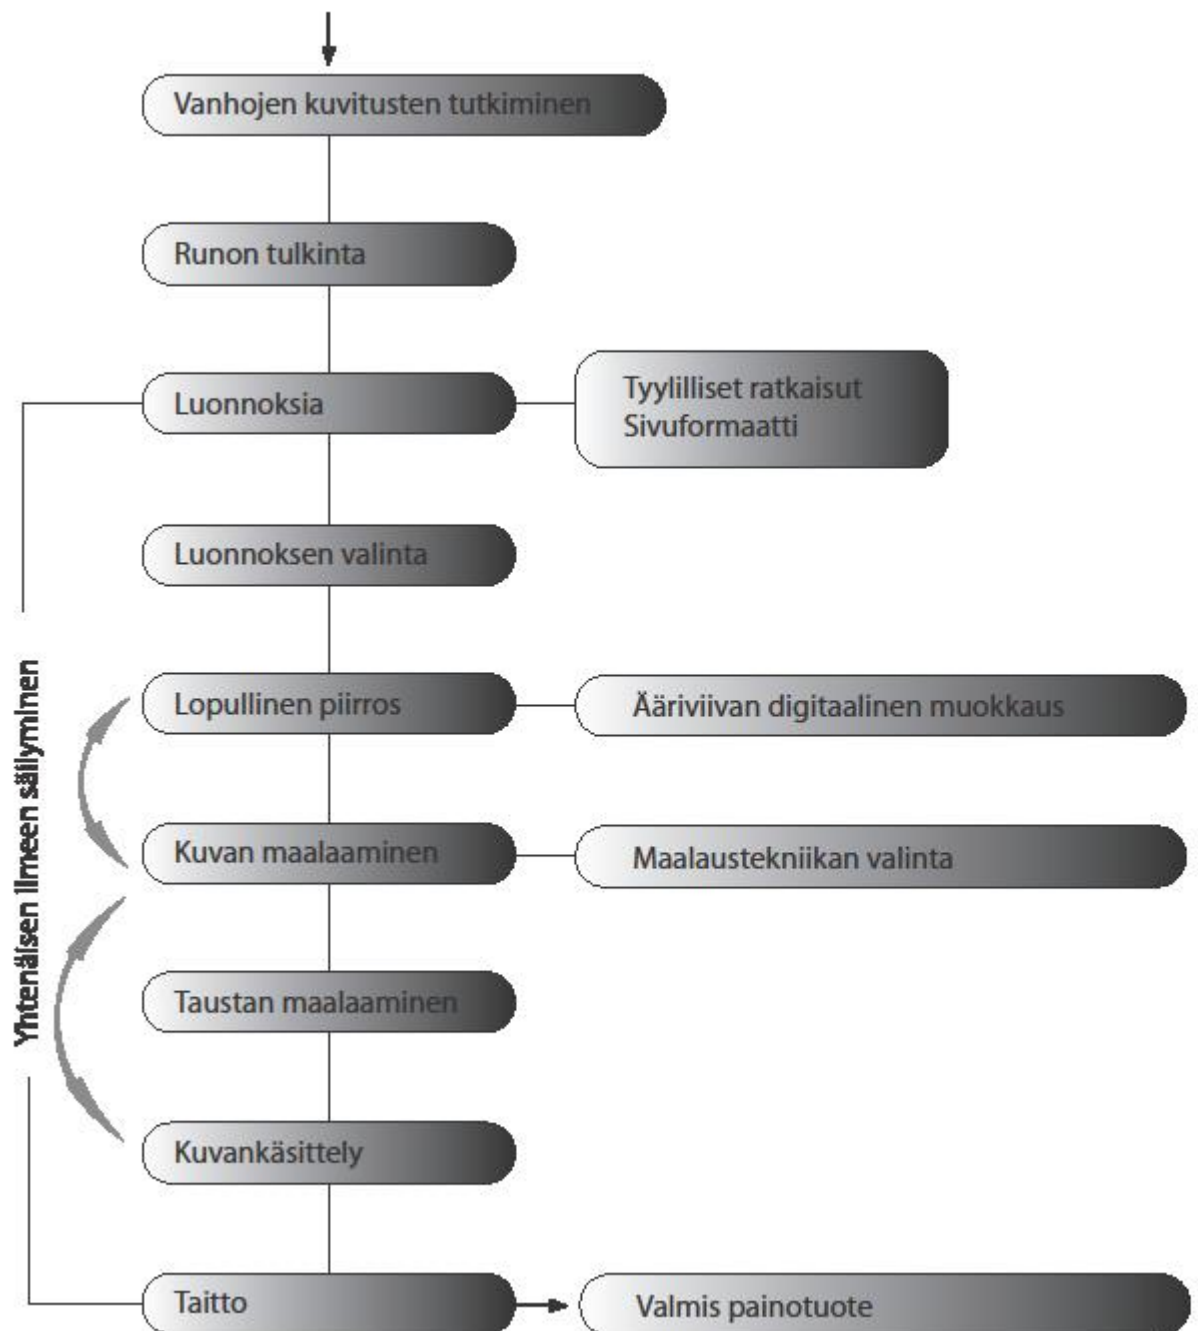 Vanhojen kuvitusten tutkiminen
Runon tulkinta
Luonnoksia
Tyylilliset ratkaisut
Sivuformaatti
Luonnoksen valinta
Yhtenäisen ilmeen säilyminen
Lopullinen piirros
Ääriviivan digitaalinen muokkaus
Kuvan maalaaminen
Maalaustekniikan valinta
Taustan maalaaminen
Kuvankäsittely
Taitto
Valmis painotuote